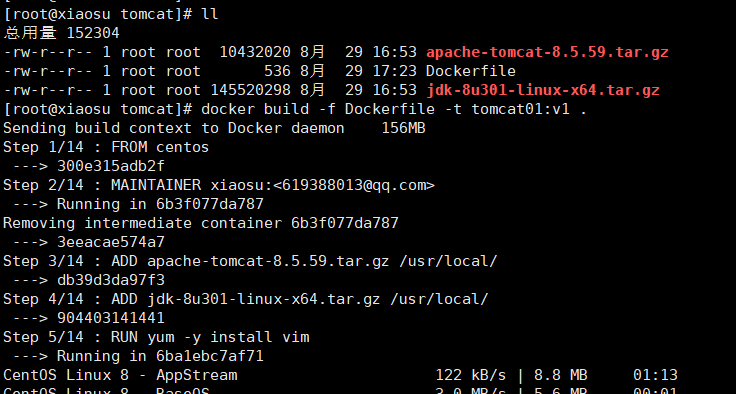 [root@xiaosu tomcat]# ll
总用量 152304
-rw-r--r-- 1 root root  10432020 8月  29 16:53 apache-tomcat-8.5.59.tar.gz
-rw-r--r-- 1 root root       536 8月  29 17:23 Dockerfile
-rw-r--r-- 1 root root 145520298 8月  29 16:53 jdk-8u301-linux-x64.tar.gz
[root@xiaosu tomcat]# docker build -f Dockerfile -t tomcat01:v1 .
Sending build context to Docker daemon    156MB
Step 1/14 : FROM centos
 ---> 300e315adb2f
Step 2/14 : MAINTAINER xiaosu:<619388013@qq.com>
 ---> Running in 6b3f077da787
Removing intermediate container 6b3f077da787
 ---> 3eeacae574a7
Step 3/14 : ADD apache-tomcat-8.5.59.tar.gz /usr/local/
 ---> db39d3da97f3
Step 4/14 : ADD jdk-8u301-linux-x64.tar.gz /usr/local/
 ---> 904403141441
Step 5/14 : RUN yum -y install vim
 ---> Running in 6ba1ebc7af71
CentOS Linux 8 - AppStream                      122 kB/s | 8.8 MB     01:13
CentOS Linux 8 - BaseOS                         3.0 MB/s | 5.6 MB     00:01